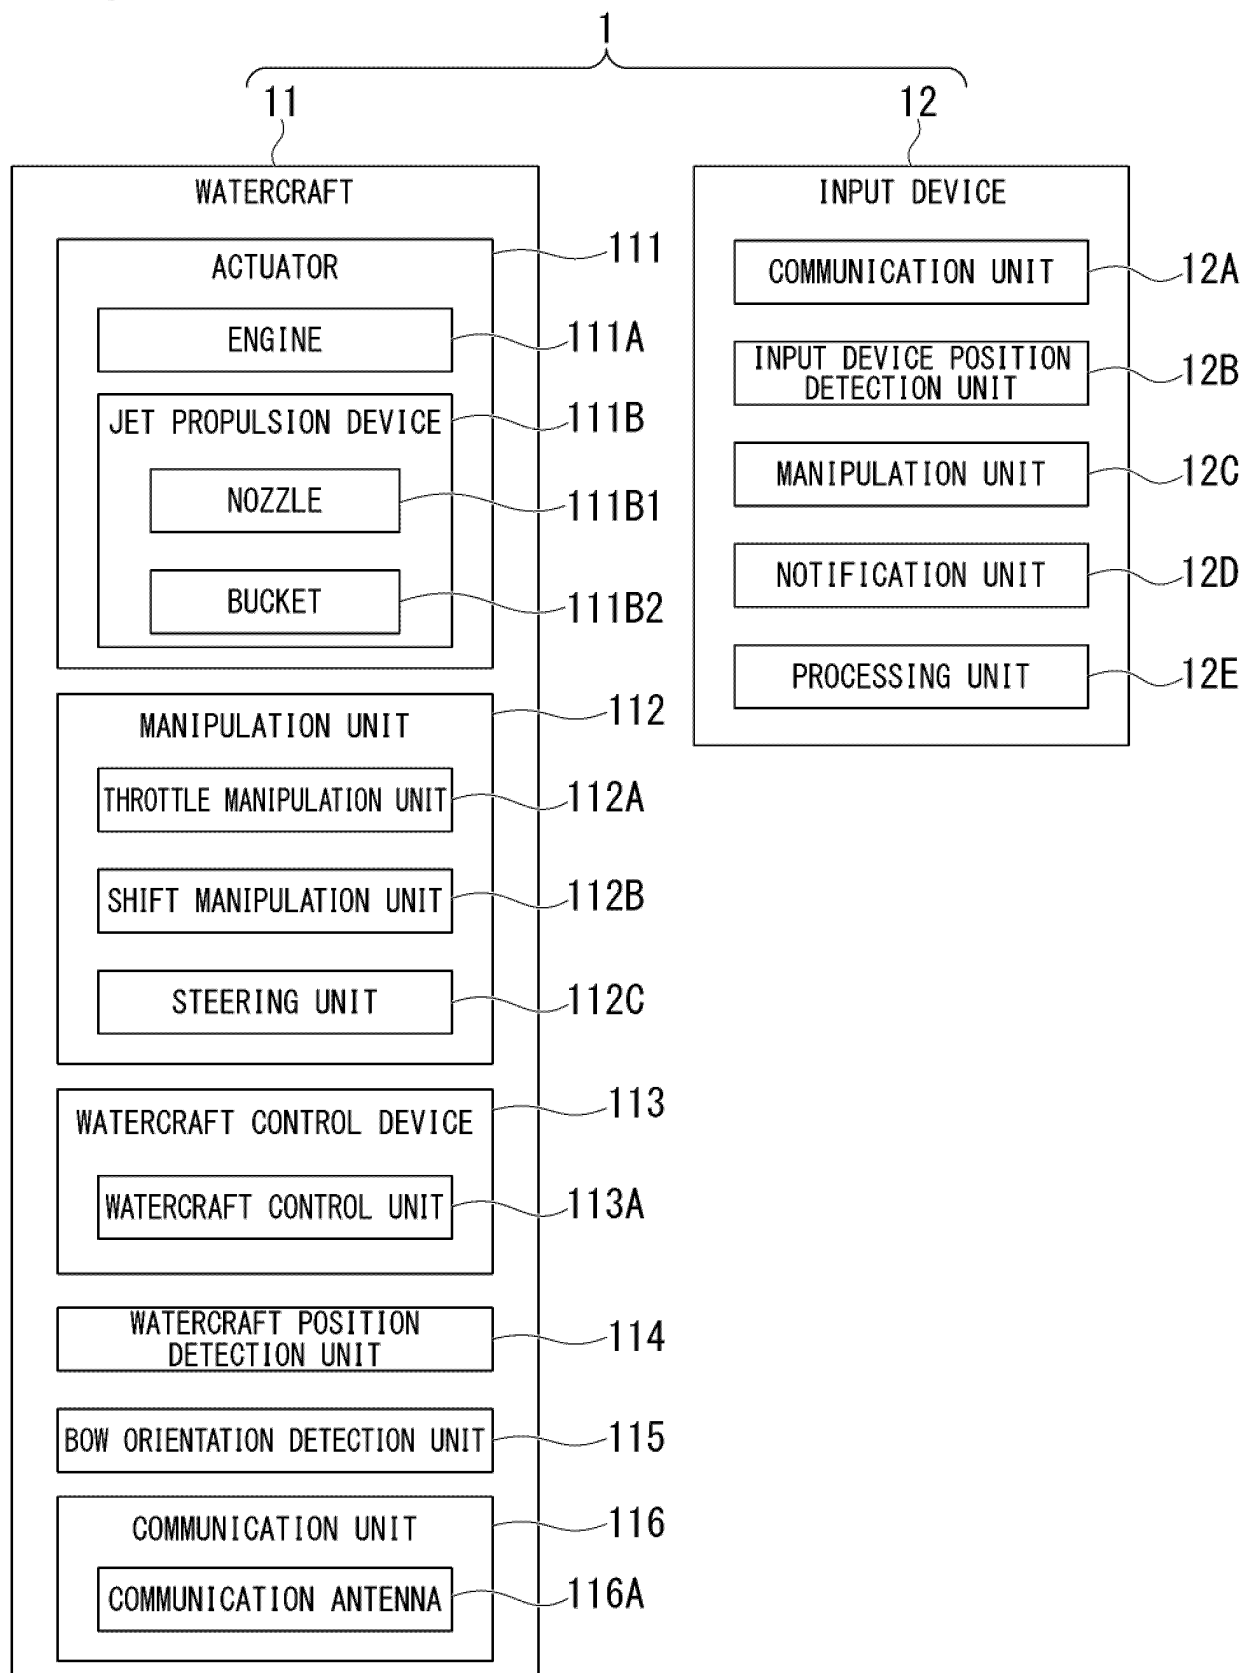 1
11
12
WATERCRAFT
ACTUATOR
111
ENGINE
111A
JET PROPULSION DEVICE
111B
NOZZLE
111B1
BUCKET
111B2
MANIPULATION UNIT
112
THROTTLE MANIPULATION UNIT
112A
SHIFT MANIPULATION UNIT
112B
STEERING UNIT
112C
WATERCRAFT CONTROL DEVICE
113
WATERCRAFT CONTROL UNIT
113A
WATERCRAFT POSITION
DETECTION UNIT
114
BOW ORIENTATION DETECTION UNIT
115
COMMUNICATION UNIT
116
COMMUNICATION ANTENNA
116A
INPUT DEVICE
COMMUNICATION UNIT
12A
INPUT DEVICE POSITION
DETECTION UNIT
12B
MANIPULATION UNIT
12C
NOTIFICATION UNIT
12D
PROCESSING UNIT
12E